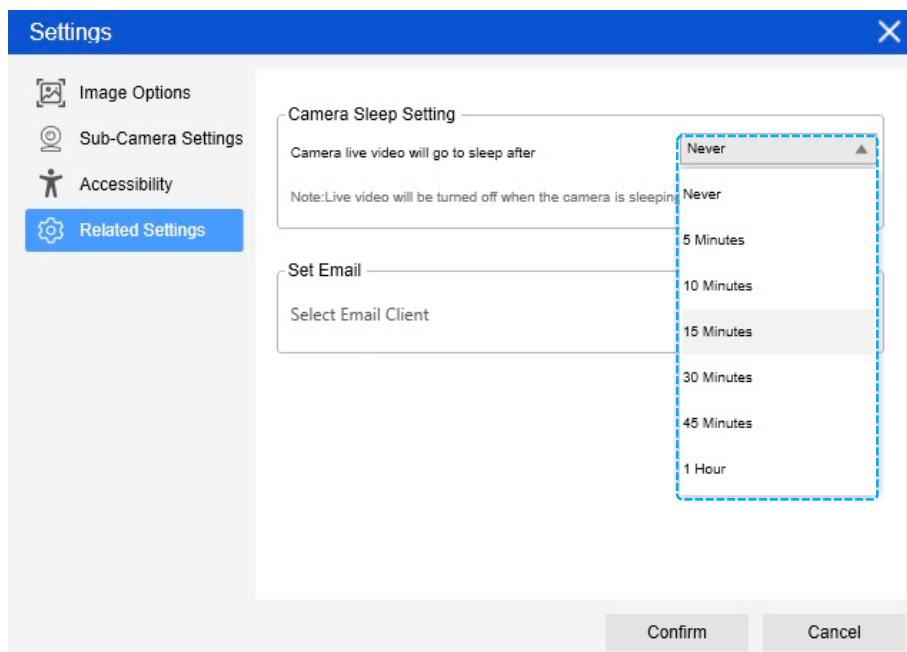 Settings
Image Options
Sub-Camera Settings
Accessibility
Related Settings
Camera Sleep Setting
Camera live video will go to sleep after
Never
Note:Live video will be turned off when the camera is sleeping
Never
5 Minutes
10 Minutes
15 Minutes
30 Minutes
45 Minutes
1 Hour
Set Email
Select Email Client
Confirm
Cancel